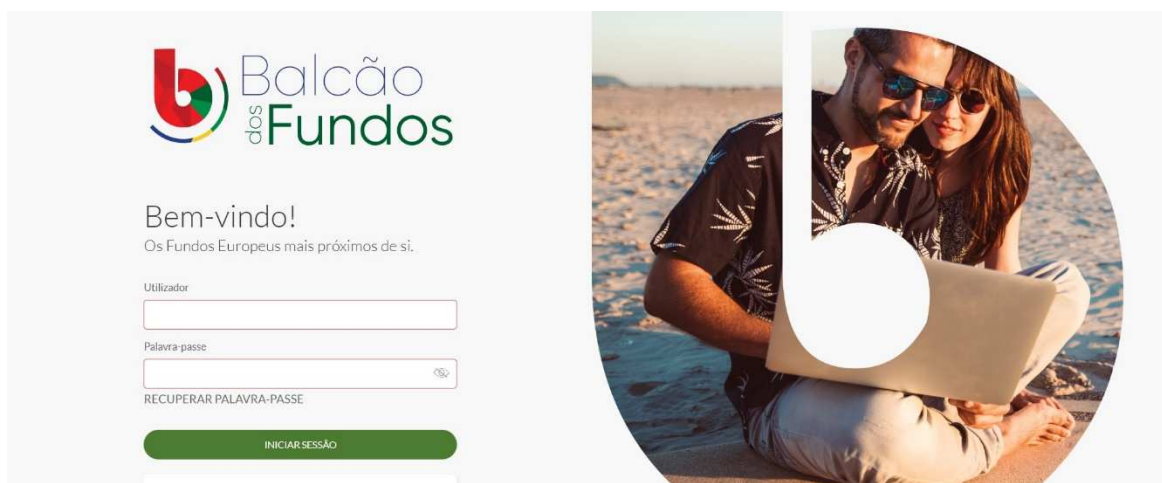 Balcão
dos Fundos
Bem-vindo!
Os Fundos Europeus mais próximos de si.
Utilizador
Palavra-passe
RECUPERAR PALAVRA-PASSE
INICIAR SESSÃO